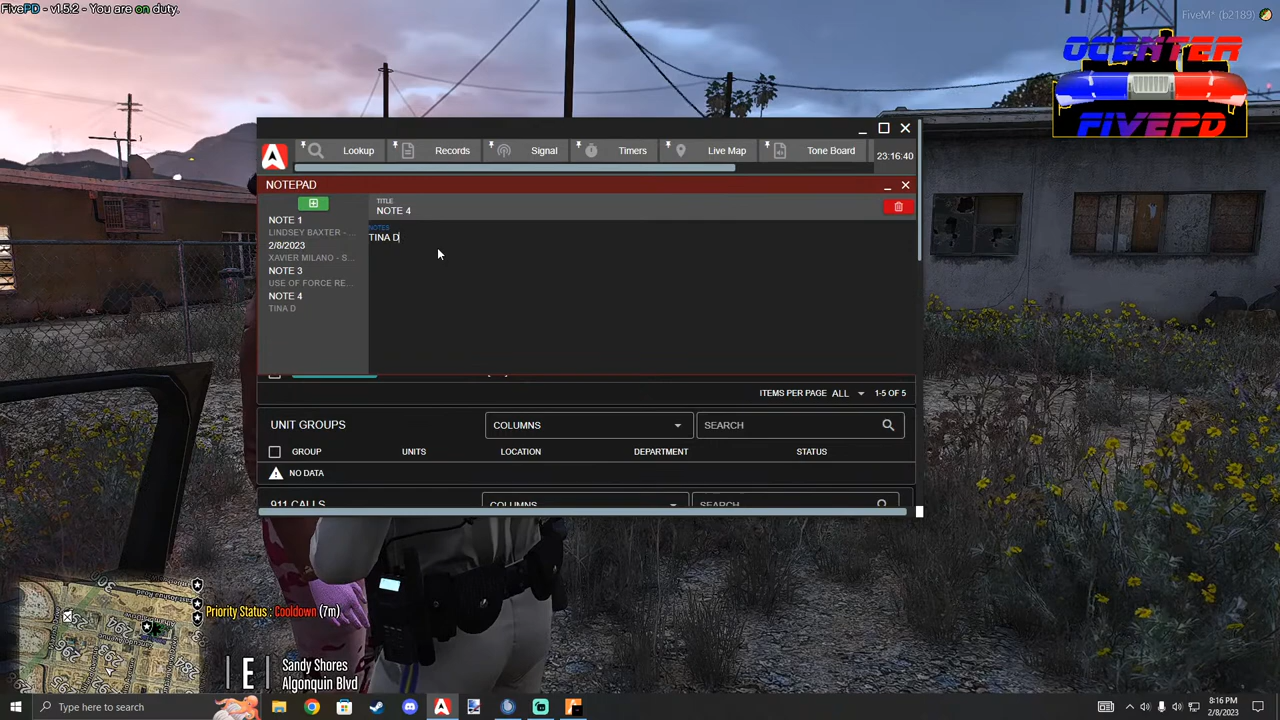 FivePD - v1.5.2 - You are on duty.
FiveM* (b2189)
OCENTER
FIVEPD
Lookup
Records
Signal
Timers
Live Map
Tone Board
23:16:40
NOTEPAD
TITLE
NOTE 4
NOTE 1
LINDSEY BAXTER - ...
2/8/2023
XAVIER MILANO - S...
NOTE 3
USE OF FORCE RE...
NOTE 4
TINA D
NOTES
TINA D
ITEMS PER PAGE ALL 1-5 OF 5
UNIT GROUPS
COLUMNS
SEARCH
GROUP
UNITS
LOCATION
DEPARTMENT
STATUS
NO DATA
911 CALLS
COLUMNS
SEARCH
Priority Status : Cooldown (7m)
E
Sandy Shores
Algonquin Blvd
Type here to search
8:16 PM
2/8/2023